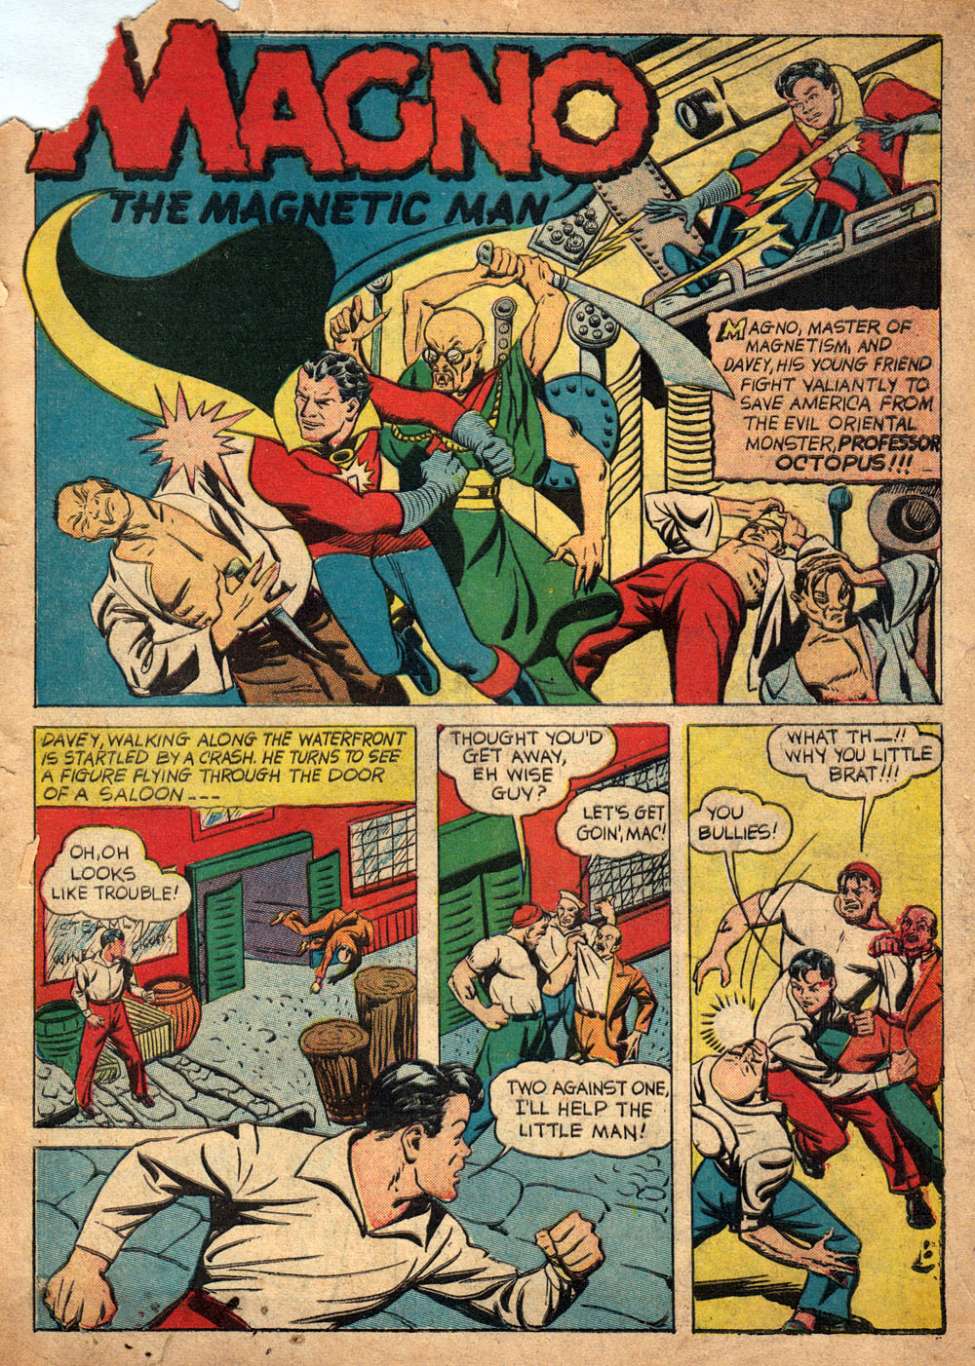 MAGNO
THE MAGNETIC MAN
MAGNO, MASTER OF
MAGNETISM, AND
DAVEY, HIS YOUNG FRIEND
FIGHT VALIANTLY TO
SAVE AMERICA FROM
THE EVIL ORIENTAL
MONSTER, PROFESSOR
OCTOPUS!!!
DAVEY, WALKING ALONG THE WATERFRONT
IS STARTLED BY A CRASH. HE TURNS TO SEE
A FIGURE FLYING THROUGH THE DOOR
OF A SALOON ---
OH, OH
LOOKS
LIKE TROUBLE!
THOUGHT YOU'D
GET AWAY,
EH WISE
GUY?
LET'S GET
GOIN', MAC!
TWO AGAINST ONE,
I'LL HELP THE
LITTLE MAN!
WHAT TH—!!
WHY YOU LITTLE
BRAT!!!
YOU
BULLIES!